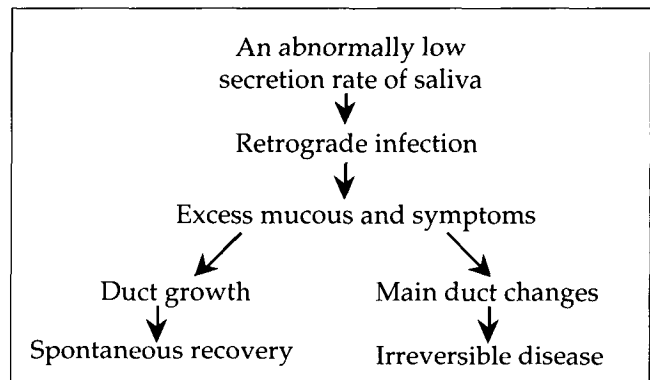 An abnormally low
secretion rate of saliva
Retrograde infection
Excess mucous and symptoms
Duct growth
Main duct changes
Spontaneous recovery
Irreversible disease